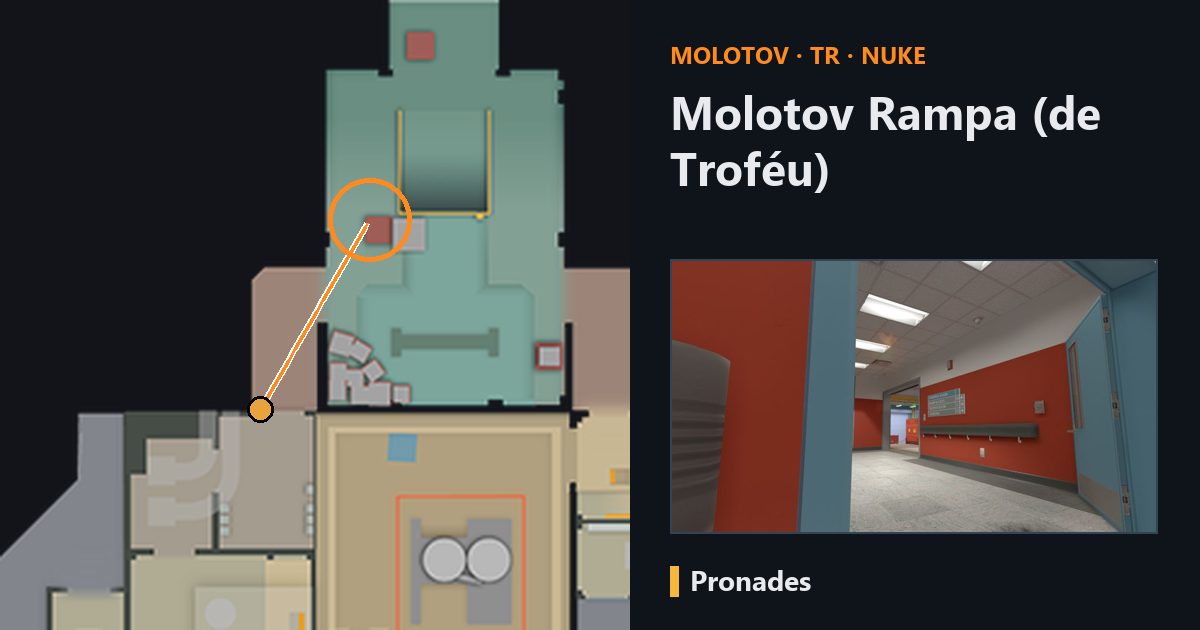 MOLOTOV · TR · NUKE
Molotov Rampa (de
Troféu)
Pronades